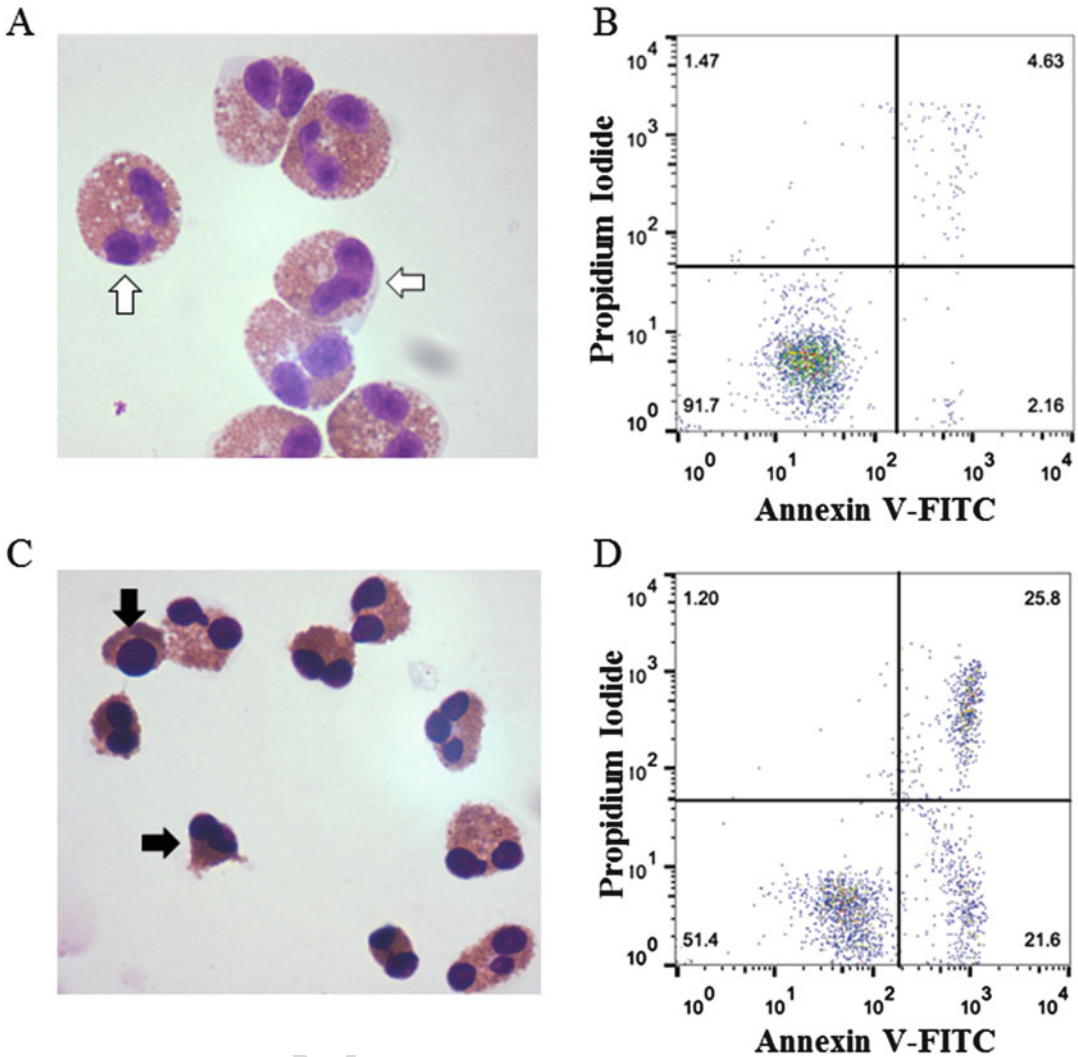 A
B
10^4
1.47
4.63
10^3
10^2
10^1
10^0
91.7
2.16
Propidium Iodide
10^0 10^1 10^2 10^3 10^4
Annexin V-FITC
C
D
10^4
1.20
25.8
10^3
10^2
10^1
10^0
51.4
21.6
Propidium Iodide
10^0 10^1 10^2 10^3 10^4
Annexin V-FITC